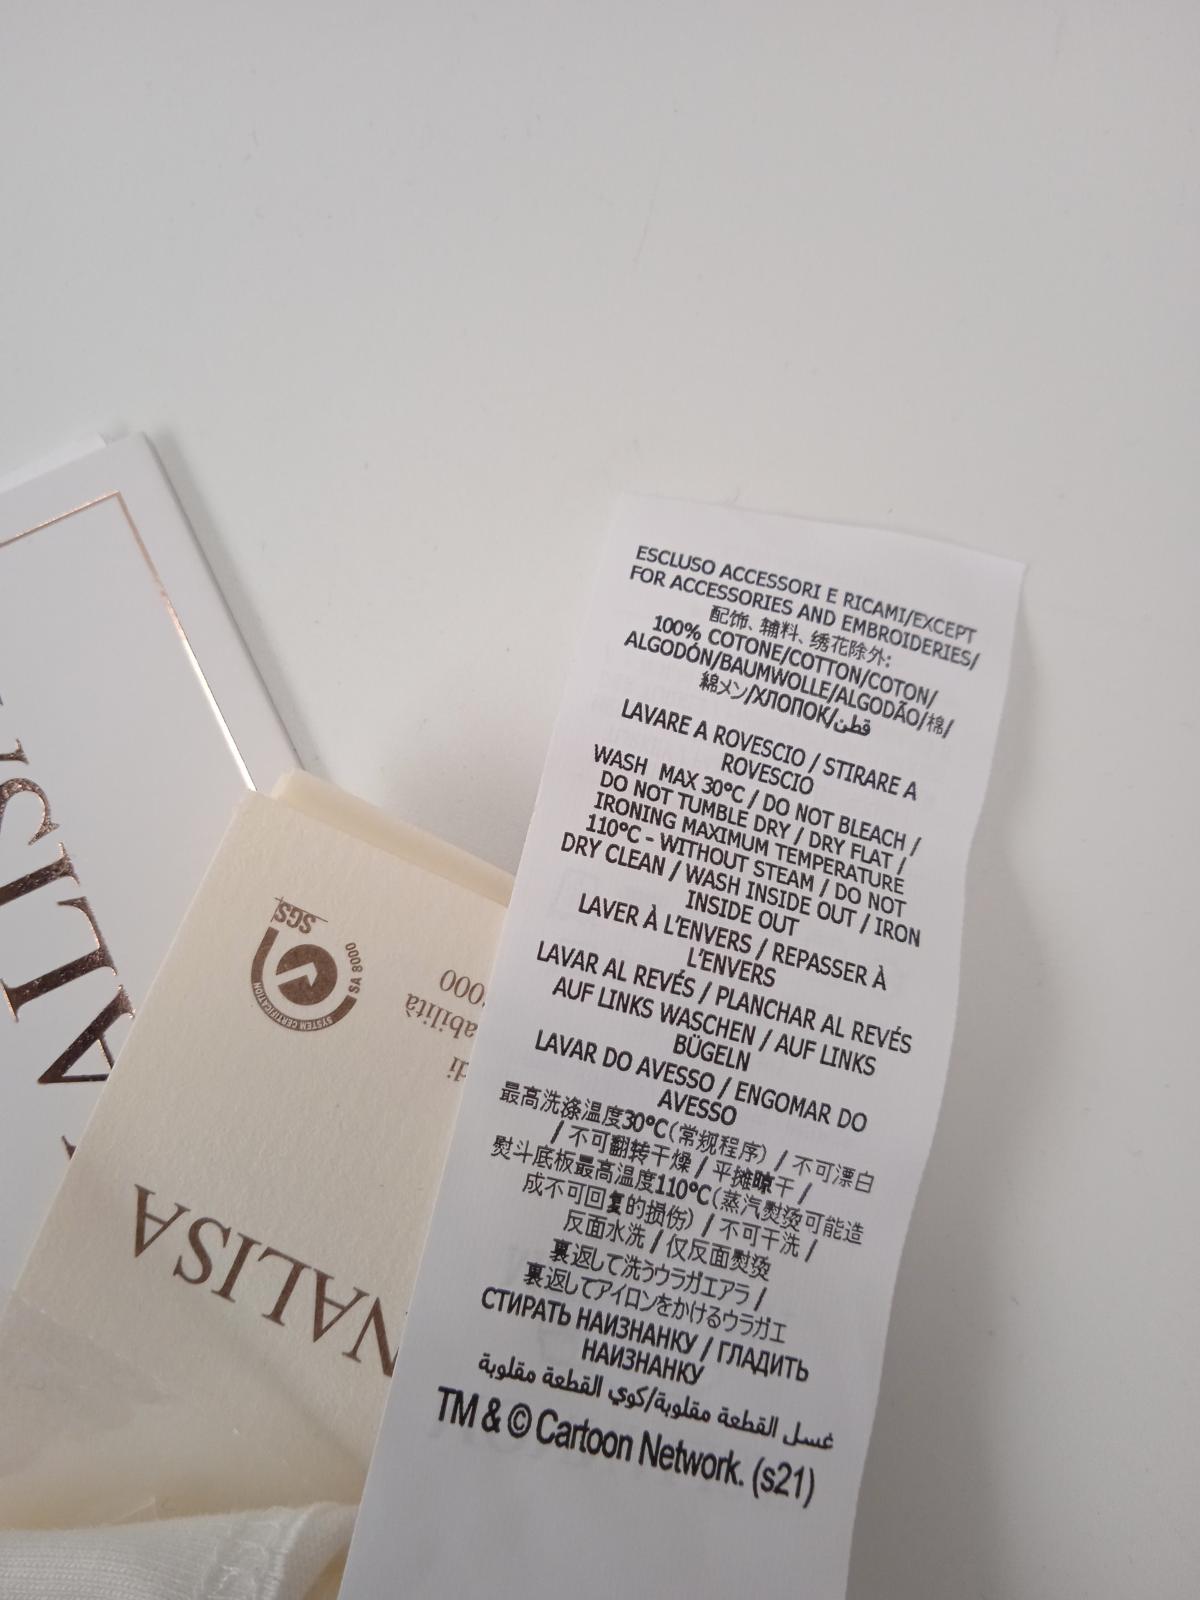 ESCLUSO ACCESSORI E RICAMI/EXCEPT
FOR ACCESSORIES AND EMBROIDERIES/
配饰、辅料、绣花除外:
100% COTONE/COTTON/COTON/
ALGODÓN/BAUMWOLLE/ALGODÃO/棉/
綿メン/ХЛОПОК/قطن
LAVARE A ROVESCIO / STIRARE A
ROVESCIO
WASH MAX 30°C / DO NOT BLEACH /
DO NOT TUMBLE DRY / DRY FLAT /
IRONING MAXIMUM TEMPERATURE
110°C - WITHOUT STEAM / DO NOT
DRY CLEAN / WASH INSIDE OUT / IRON
INSIDE OUT
LAVER À L'ENVERS / REPASSER À
L'ENVERS
LAVAR AL REVÉS / PLANCHAR AL REVÉS
AUF LINKS WASCHEN / AUF LINKS
BÜGELN
LAVAR DO AVESSO / ENGOMAR DO
AVESSO
最高洗涤温度30°C(常规程序) / 不可漂白
/ 不可翻转干燥 / 平摊晾干 /
熨斗底板最高温度110°C(蒸汽熨烫可能造
成不可回复的损伤) / 不可干洗 /
反面水洗 / 仅反面熨烫
裏返して洗うウラガエアラ /
裏返してアイロンをかけるウラガエ
СТИРАТЬ НАИЗНАНКУ / ГЛАДИТЬ
НАИЗНАНКУ
غسل القطعة مقلوبة/كوي القطعة مقلوبة
TM & © Cartoon Network. (s21)
SGS
SYSTEM CERTIFICATION
SA 8000
di
abilità
000
NALISA